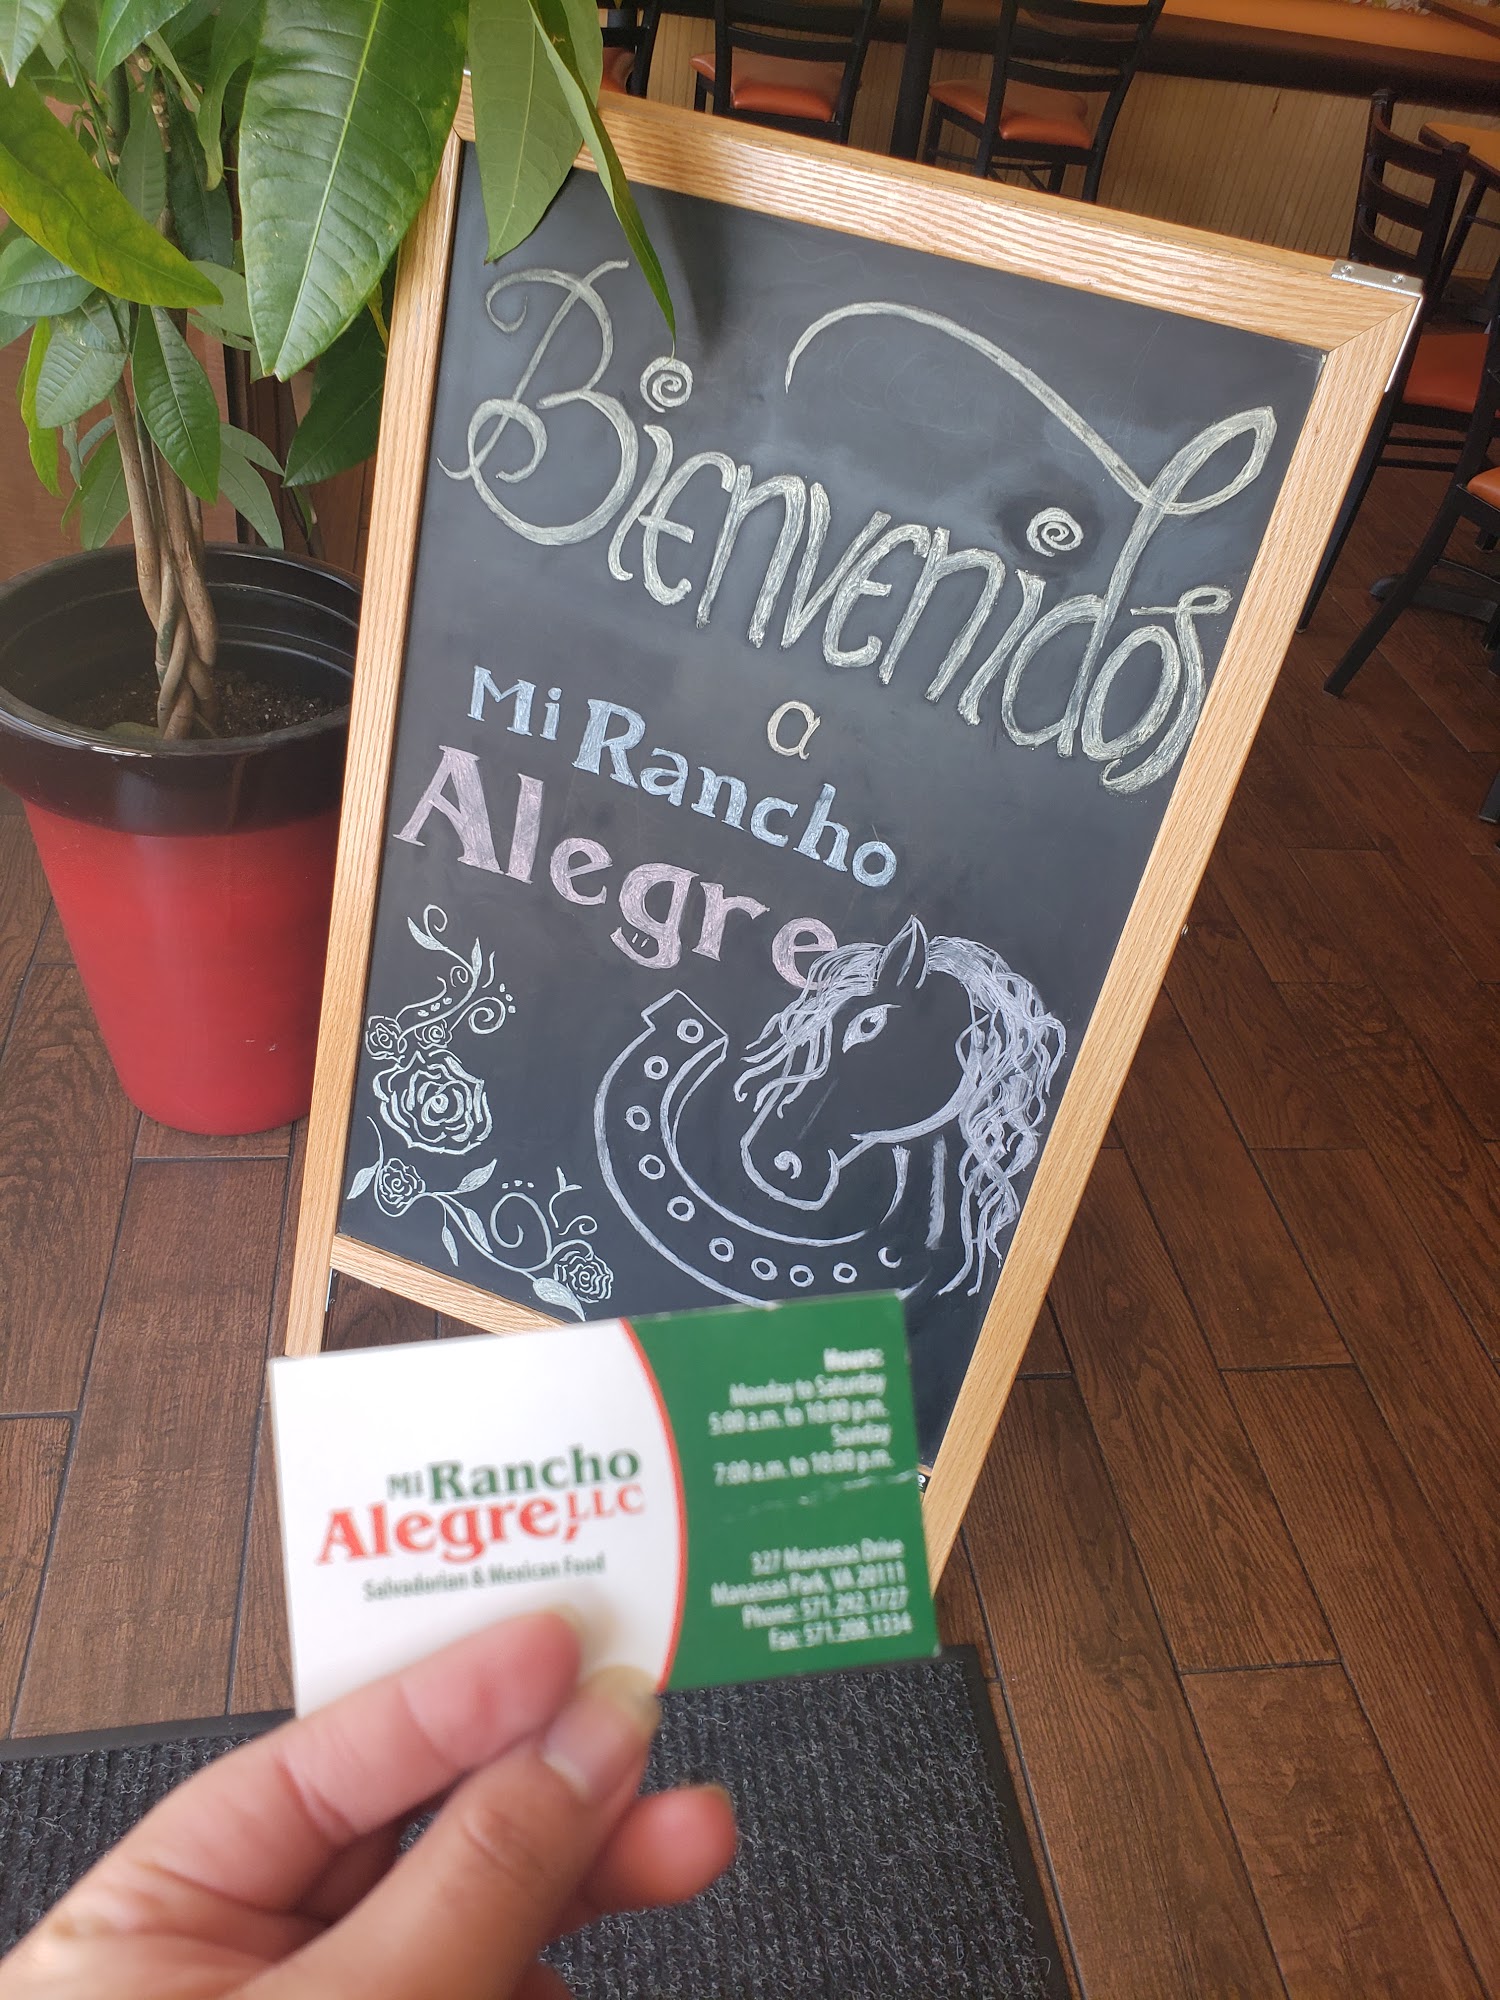 Bienvenidos
a
Mi Rancho
Alegre
Mi Rancho
Alegre, LLC
Salvadorian & Mexican Food
Hours:
Monday to Saturday
5:00 a.m. to 10:00 p.m.
Sunday
7:00 a.m. to 10:00 p.m.
327 Manassas Drive
Manassas Park, VA 20111
Phone: 571.292.1727
Fax: 571.208.1334